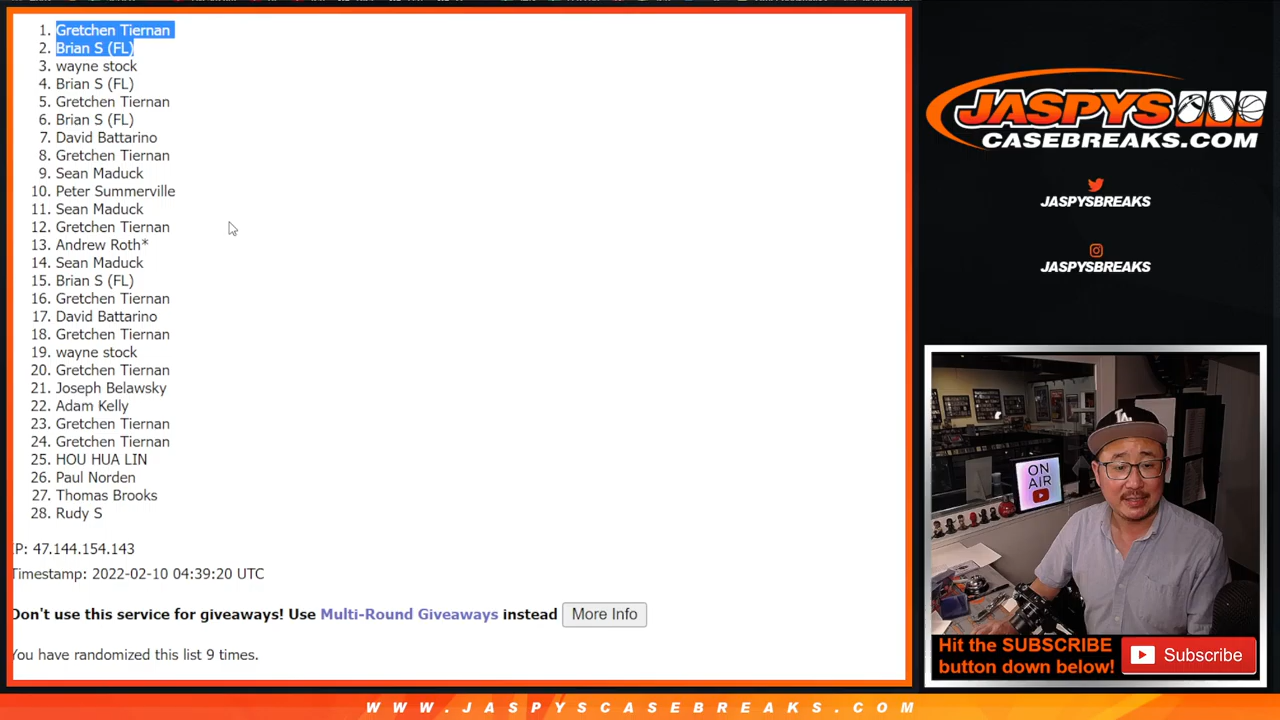 1. Gretchen Tiernan
2. Brian S (FL)
3. wayne stock
4. Brian S (FL)
5. Gretchen Tiernan
6. Brian S (FL)
7. David Battarino
8. Gretchen Tiernan
9. Sean Maduck
10. Peter Summerville
11. Sean Maduck
12. Gretchen Tiernan
13. Andrew Roth*
14. Sean Maduck
15. Brian S (FL)
16. Gretchen Tiernan
17. David Battarino
18. Gretchen Tiernan
19. wayne stock
20. Gretchen Tiernan
21. Joseph Belawsky
22. Adam Kelly
23. Gretchen Tiernan
24. Gretchen Tiernan
25. HOU HUA LIN
26. Paul Norden
27. Thomas Brooks
28. Rudy S
IP: 47.144.154.143
Timestamp: 2022-02-10 04:39:20 UTC
Don't use this service for giveaways! Use Multi-Round Giveaways instead More Info
You have randomized this list 9 times.
JASPYS
CASEBREAKS.COM
JASPYSBREAKS
JASPYSBREAKS
LA
ON
AIR
Hit the SUBSCRIBE
button down below!
Subscribe
WWW.JASPYSCASEBREAKS.COM